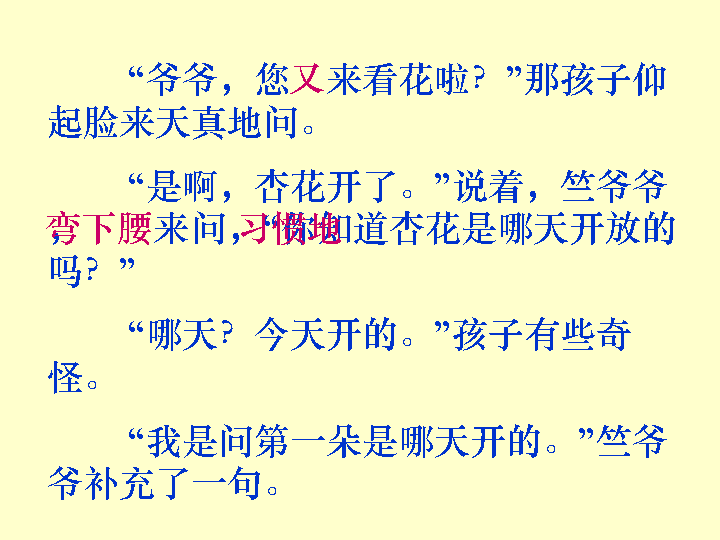 “爷爷，您又来看花啦？”那孩子仰
起脸来天真地问。
“是啊，杏花开了。”说着，竺爷爷
，弯下腰来问，习惯地“你知道杏花是哪天开放的
吗？”
“哪天？今天开的。”孩子有些奇
怪。
“我是问第一朵是哪天开的。”竺爷
爷补充了一句。